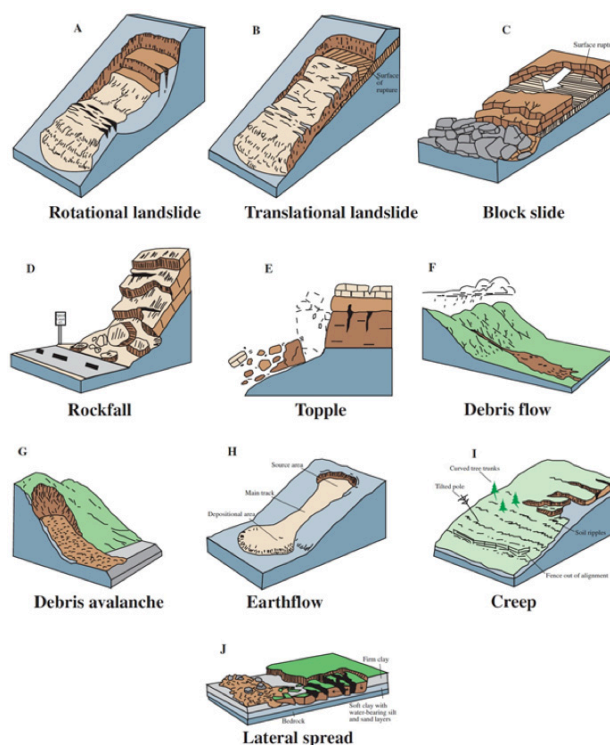 A
B
C
Surface of rupture
Surface rupture
Rotational landslide
Translational landslide
Block slide
D
E
F
Rockfall
Topple
Debris flow
G
H
I
Source area
Main track
Depositional area
Curved tree trunks
Tilted pole
Soil ripples
Fence out of alignment
Debris avalanche
Earthflow
Creep
J
Firm clay
Soft clay with
water-bearing silt
and sand layers
Bedrock
Lateral spread